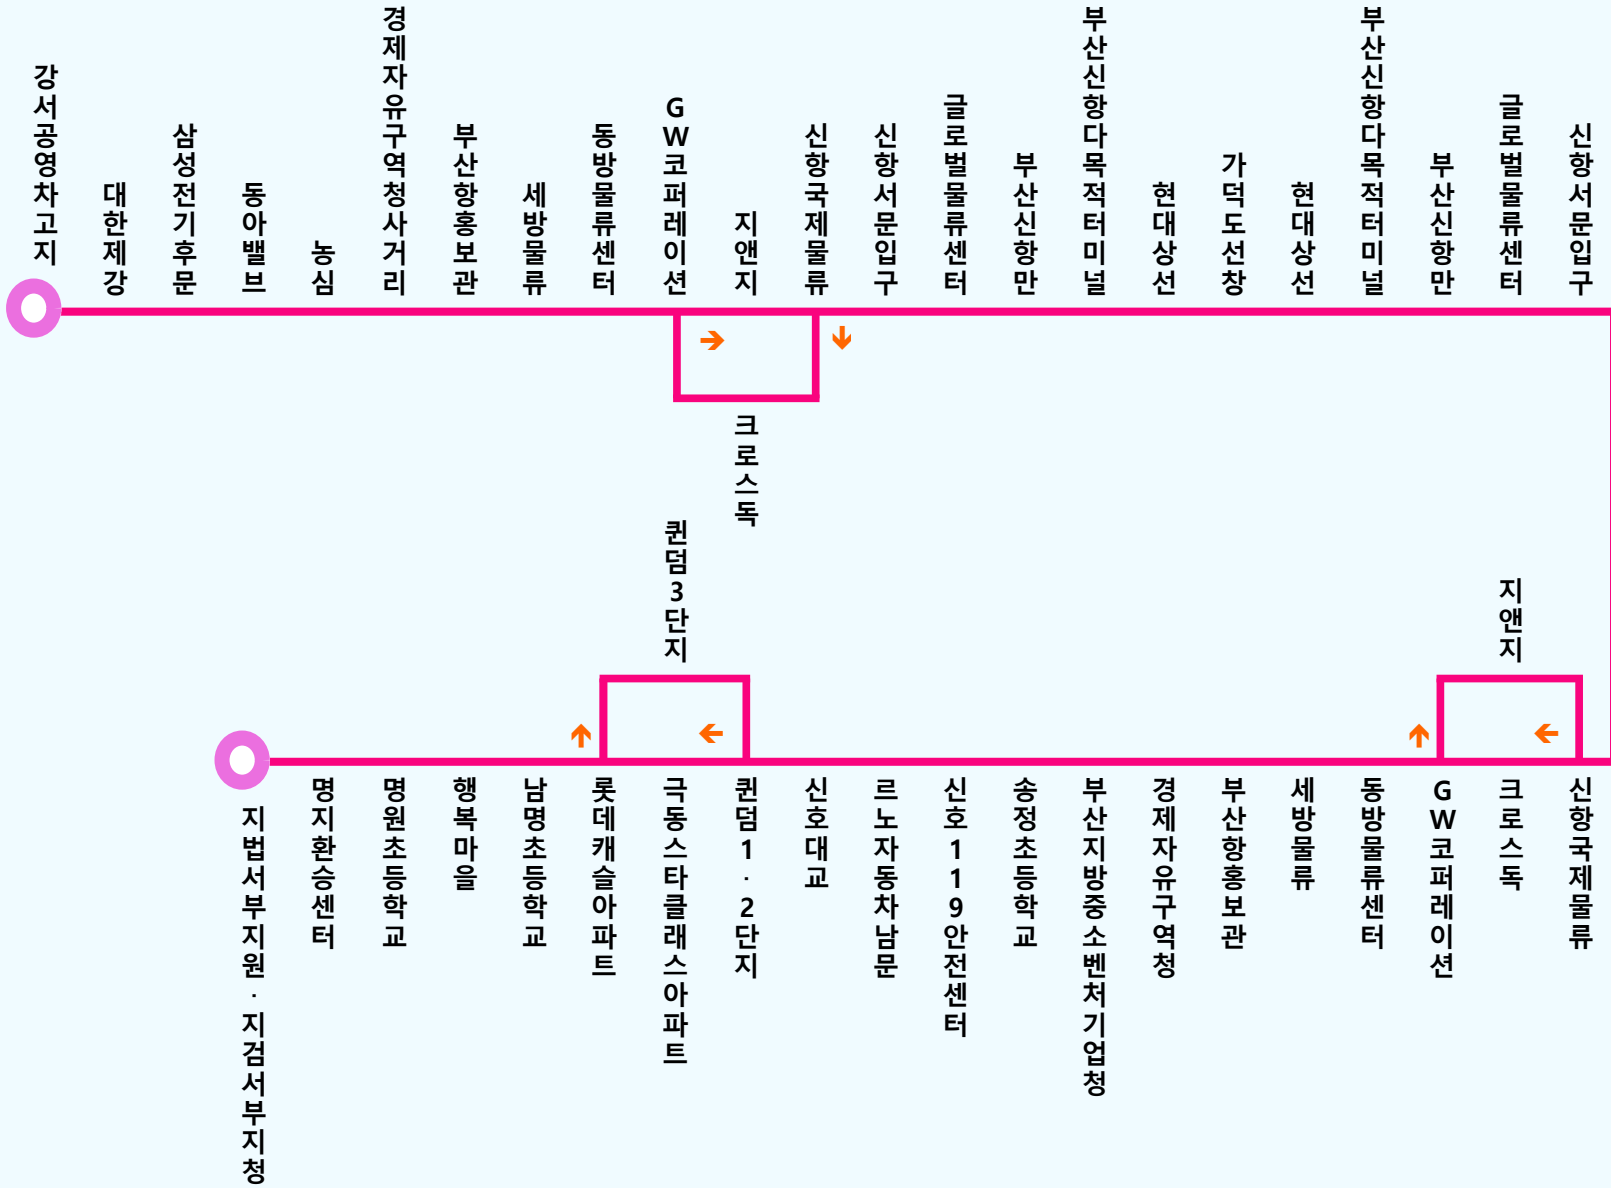 강서공영차고지
대한제강
삼성전기후문
동아밸브
농심
경제자유구역청사거리
부산항홍보관
세방물류
동방물류센터
GW코퍼레이션
지앤지
신항국제물류
신항서문입구
글로벌물류센터
부산신항만
부산신항다목적터미널
현대상선
가덕도선창
현대상선
부산신항다목적터미널
부산신항만
글로벌물류센터
신항서문입구
크로스독
퀸덤3단지
지앤지
지법서부지원·지검서부지청
명지환승센터
명원초등학교
행복마을
남명초등학교
롯데캐슬아파트
극동스타클래스아파트
퀸덤1·2단지
신호대교
르노자동차남문
신호119안전센터
송정초등학교
부산지방중소벤처기업청
경제자유구역청
부산항홍보관
세방물류
동방물류센터
GW코퍼레이션
크로스독
신항국제물류